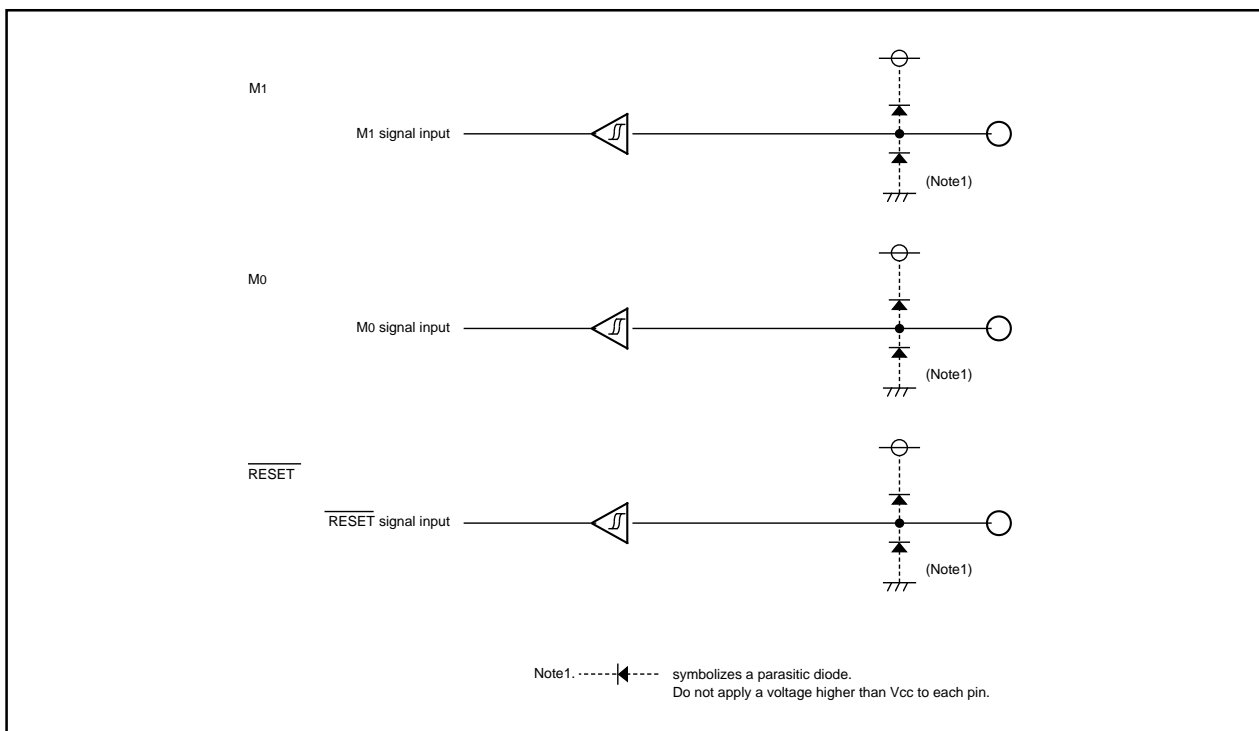 M1
M1 signal input
(Note1)
M0
M0 signal input
(Note1)
RESET
RESET signal input
(Note1)
Note1. symbolizes a parasitic diode.
Do not apply a voltage higher than Vcc to each pin.